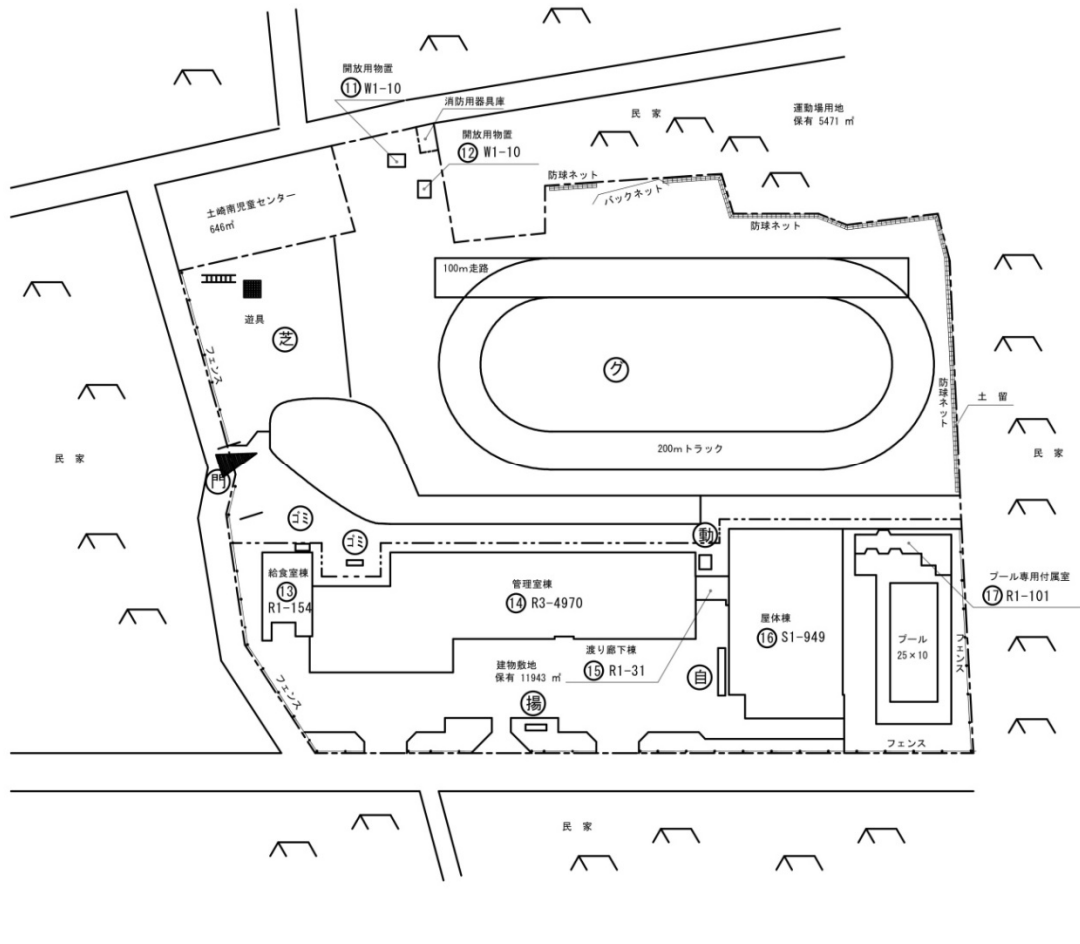 開放用物置
⑪ W1-10
消防用器具庫
開放用物置
⑫ W1-10
民 家
運動場用地
保有 5471 ㎡
防球ネット
バックネット
防球ネット
土崎南児童センター
646㎡
100m走路
遊具
芝
グ
フェンス
防球ネット
土 留
200mトラック
民 家
民 家
門
ゴミ
ゴミ
動
給食室棟
⑬
R1-154
管理室棟
⑭ R3-4970
プール専用付属室
⑰ R1-101
屋体棟
⑯ S1-949
渡り廊下棟
⑮ R1-31
プール
25×10
フェンス
建物敷地
保有 11943 ㎡
自
揚
フェンス
フェンス
民 家